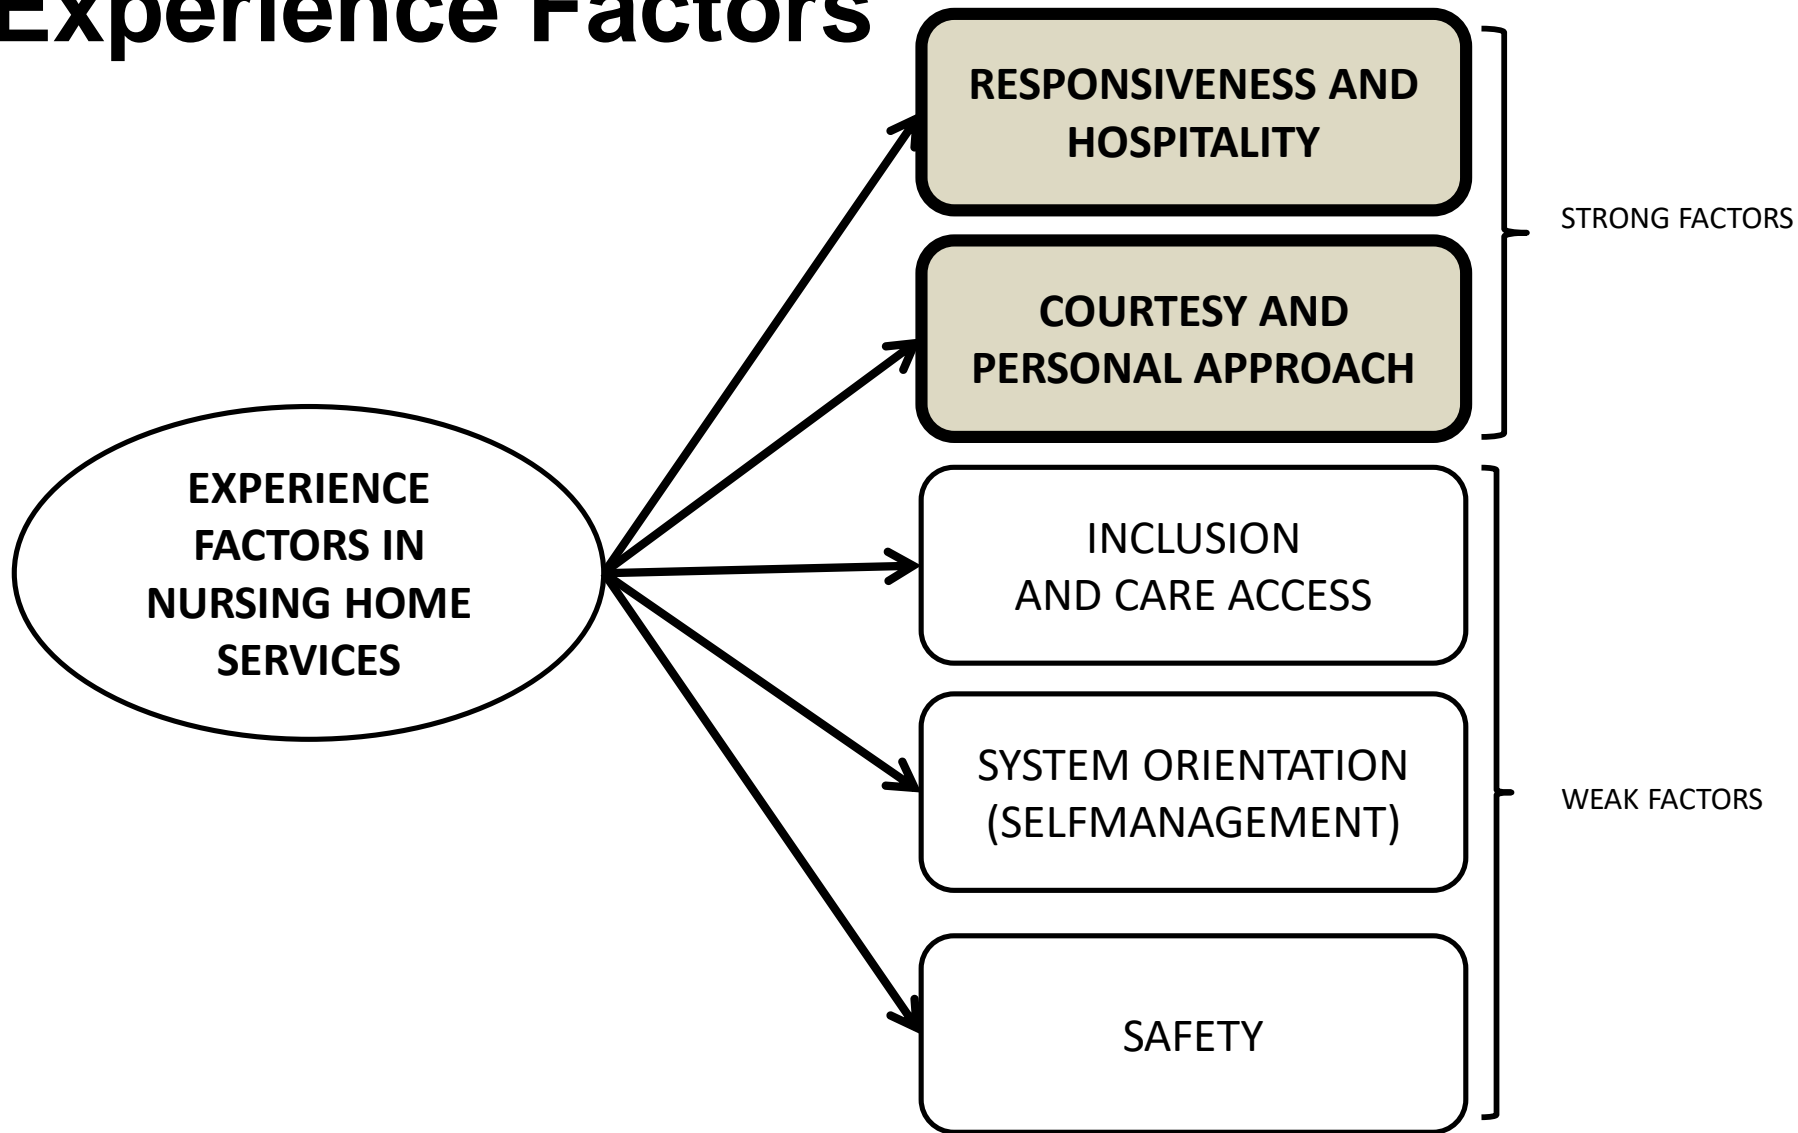 Experience Factors
RESPONSIVENESS AND
HOSPITALITY
STRONG FACTORS
COURTESY AND
PERSONAL APPROACH
EXPERIENCE
FACTORS IN
NURSING HOME
SERVICES
INCLUSION
AND CARE ACCESS
SYSTEM ORIENTATION
(SELFMANAGEMENT)
WEAK FACTORS
SAFETY